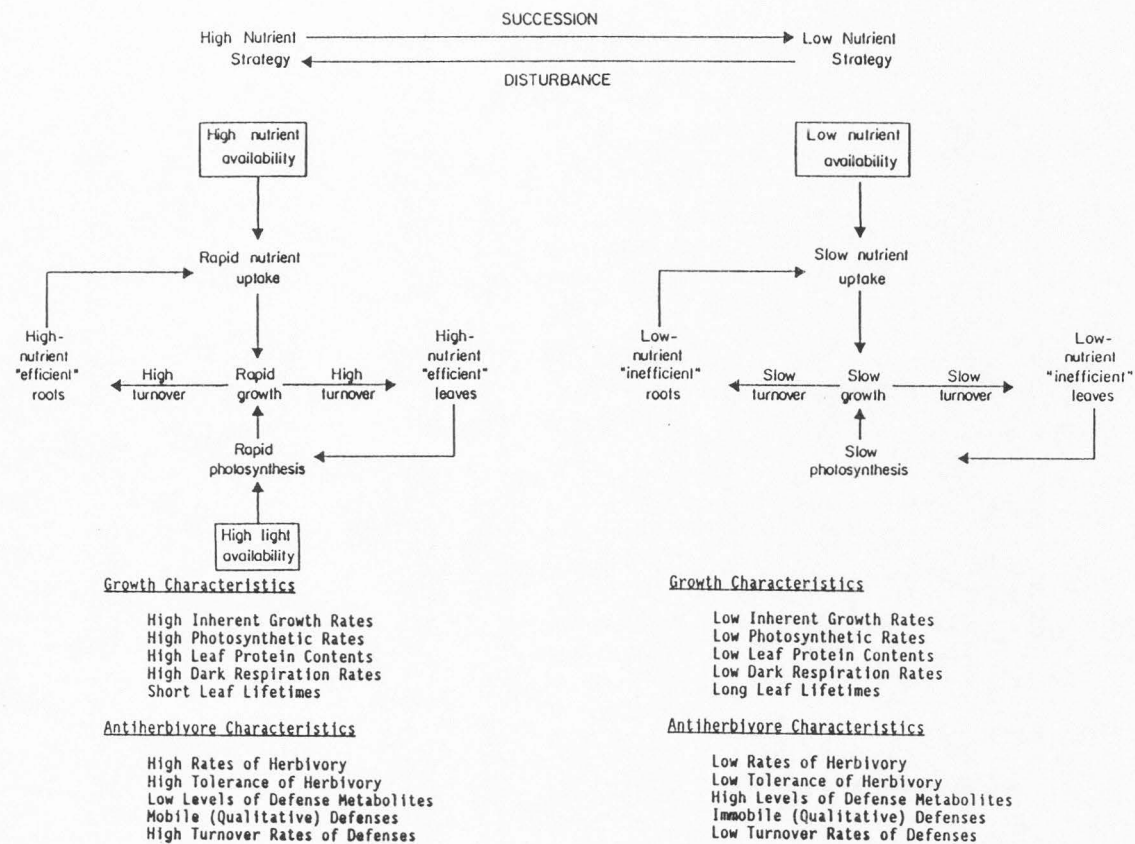 SUCCESSION
High Nutrient
Strategy
Low Nutrient
Strategy
DISTURBANCE
High nutrient
availability
Rapid nutrient
uptake
High-
nutrient
"efficient"
roots
High
turnover
Rapid
growth
High
turnover
High-
nutrient
"efficient"
leaves
Rapid
photosynthesis
High light
availability
Growth Characteristics
High Inherent Growth Rates
High Photosynthetic Rates
High Leaf Protein Contents
High Dark Respiration Rates
Short Leaf Lifetimes
Antiherbivore Characteristics
High Rates of Herbivory
High Tolerance of Herbivory
Low Levels of Defense Metabolites
Mobile (Qualitative) Defenses
High Turnover Rates of Defenses
Low nutrient
availability
Slow nutrient
uptake
Low-
nutrient
"inefficient"
roots
Slow
turnover
Slow
growth
Slow
turnover
Low-
nutrient
"inefficient"
leaves
Slow
photosynthesis
Growth Characteristics
Low Inherent Growth Rates
Low Photosynthetic Rates
Low Leaf Protein Contents
Low Dark Respiration Rates
Long Leaf Lifetimes
Antiherbivore Characteristics
Low Rates of Herbivory
Low Tolerance of Herbivory
High Levels of Defense Metabolites
Immobile (Qualitative) Defenses
Low Turnover Rates of Defenses